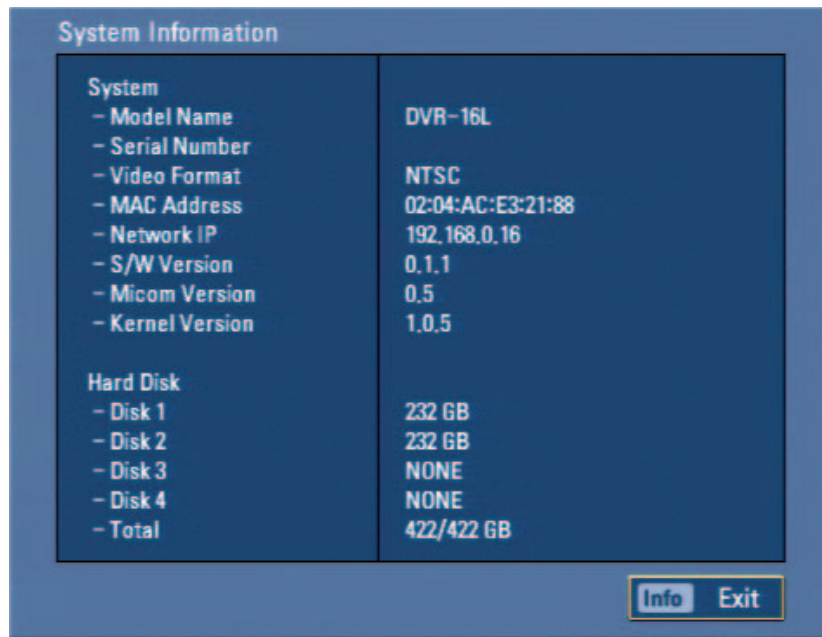 System Information
System
- Model Name DVR-16L
- Serial Number
- Video Format NTSC
- MAC Address 02:04:AC:E3:21:88
- Network IP 192.168.0.16
- S/W Version 0.1.1
- Micom Version 0.5
- Kernel Version 1.0.5
Hard Disk
- Disk 1 232 GB
- Disk 2 232 GB
- Disk 3 NONE
- Disk 4 NONE
- Total 422/422 GB
Info Exit